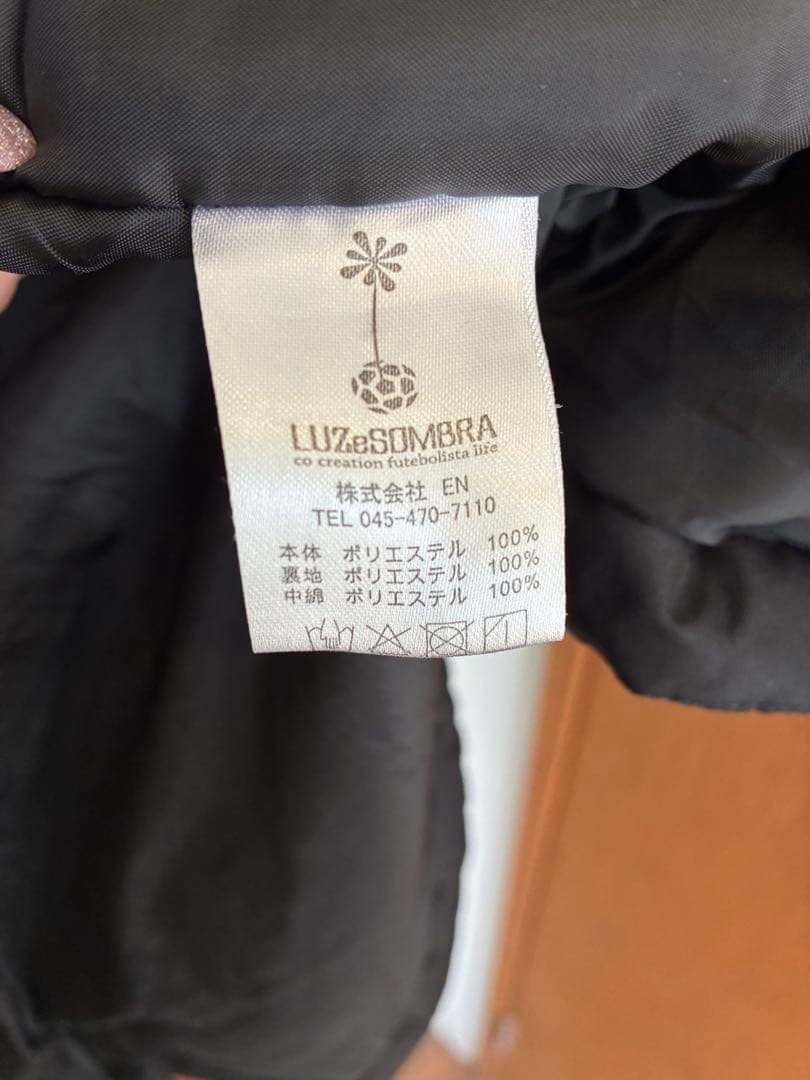 LUZeSOMBRA
co creation futebolista life
株式会社 EN
TEL 045-470-7110
本体 ポリエステル 100%
裏地 ポリエステル 100%
中綿 ポリエステル 100%